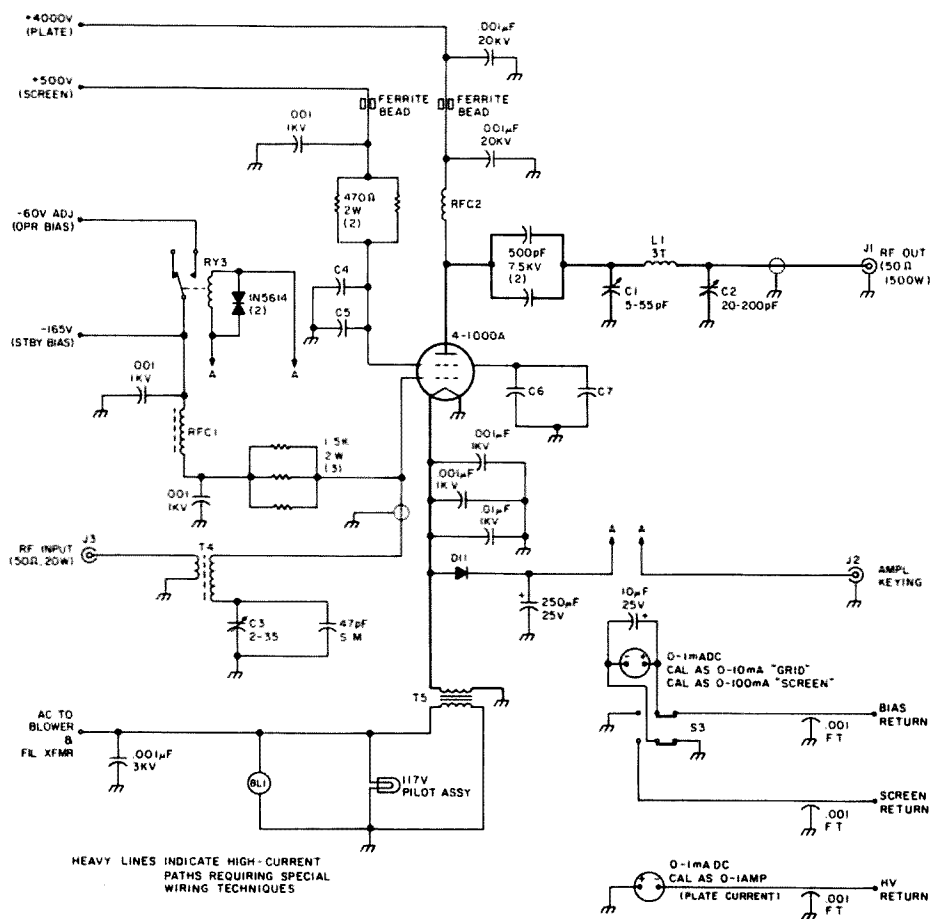 +4000V
(PLATE)
.001µF
20KV
+500V
(SCREEN)
FERRITE
BEAD
FERRITE
BEAD
.001
1KV
.001µF
20KV
470Ω
2W
(2)
RFC2
-60V ADJ
(OPR BIAS)
RY3
1N5614
(2)
C4
C5
500pF
7.5KV
(2)
L1
3T
J1
RF OUT
(50Ω
1500W)
C1
5-55pF
C2
20-200pF
-165V
(STBY BIAS)
A
A
4-1000A
.001
1KV
C6
C7
RFC1
1.5K
2W
(3)
.001
1KV
.001µF
1KV
.001µF
1KV
.01µF
1KV
RF INPUT
(50Ω, 20W)
J3
T4
D11
A
A
J2
AMPL
KEYING
+
250µF
25V
C3
2-35
47pF
S M
10µF
25V
+
- +
0-1mADC
CAL AS 0-10mA "GRID"
CAL AS 0-100mA "SCREEN"
T5
S3
BIAS
RETURN
.001
FT
AC TO
BLOWER
&
FIL XFMR
.001µF
3KV
BL1
117V
PILOT ASSY
SCREEN
RETURN
.001
FT
HEAVY LINES INDICATE HIGH-CURRENT
PATHS REQUIRING SPECIAL
WIRING TECHNIQUES
0-1mADC
CAL AS 0-1AMP
(PLATE CURRENT)
+ -
HV
RETURN
.001
FT